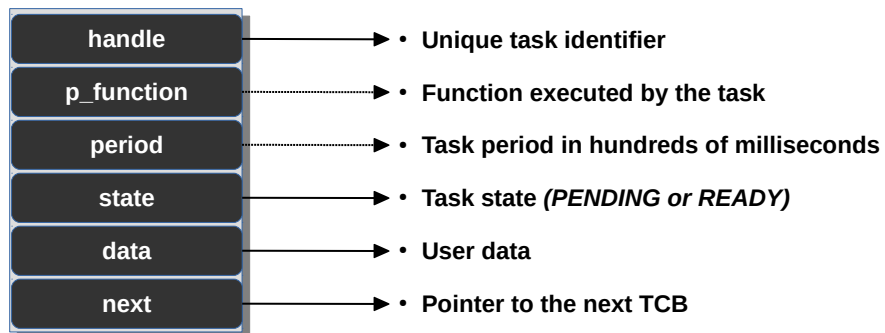 handle • Unique task identifier
p_function • Function executed by the task
period • Task period in hundreds of milliseconds
state • Task state (PENDING or READY)
data • User data
next • Pointer to the next TCB